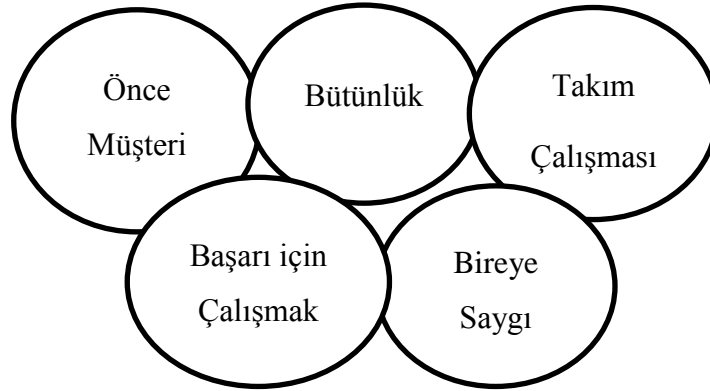 Önce
Müşteri
Bütünlük
Takım
Çalışması
Başarı için
Çalışmak
Bireye
Saygı